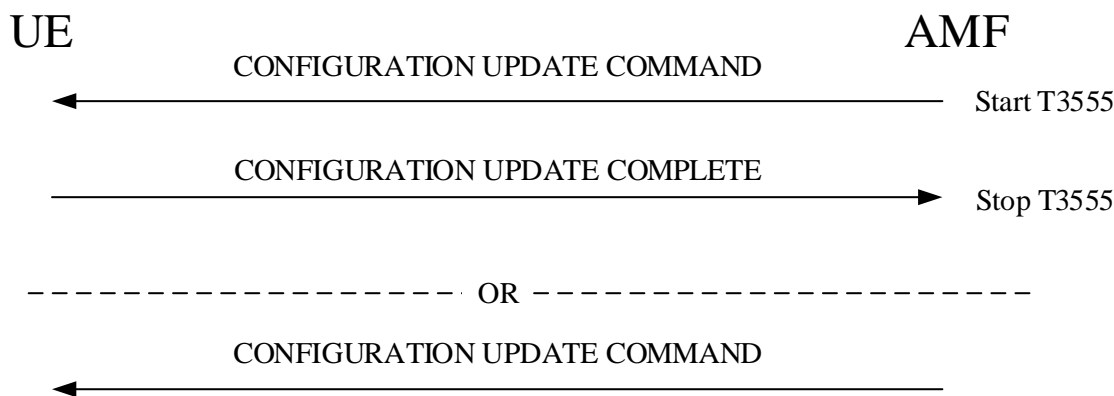 UE AMF
CONFIGURATION UPDATE COMMAND
Start T3555
CONFIGURATION UPDATE COMPLETE
Stop T3555
OR
CONFIGURATION UPDATE COMMAND